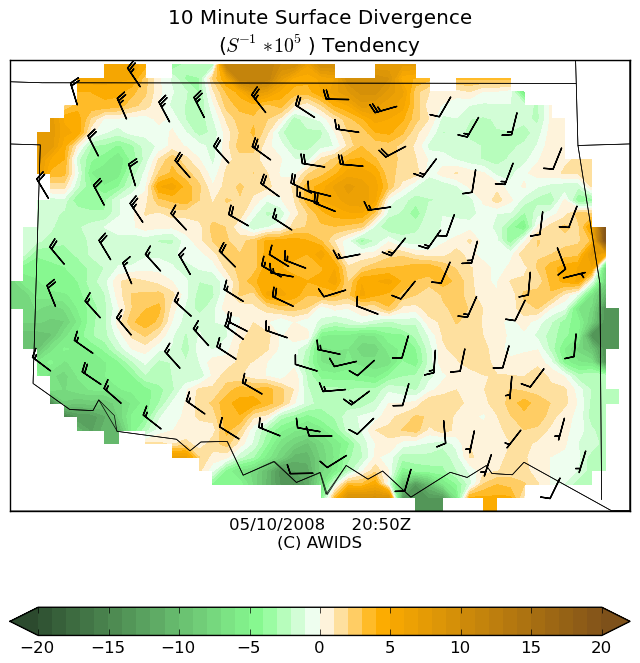 10 Minute Surface Divergence
(S⁻¹ * 10⁵ ) Tendency
05/10/2008 20:50Z
(C) AWIDS
−20 −15 −10 −5 0 5 10 15 20